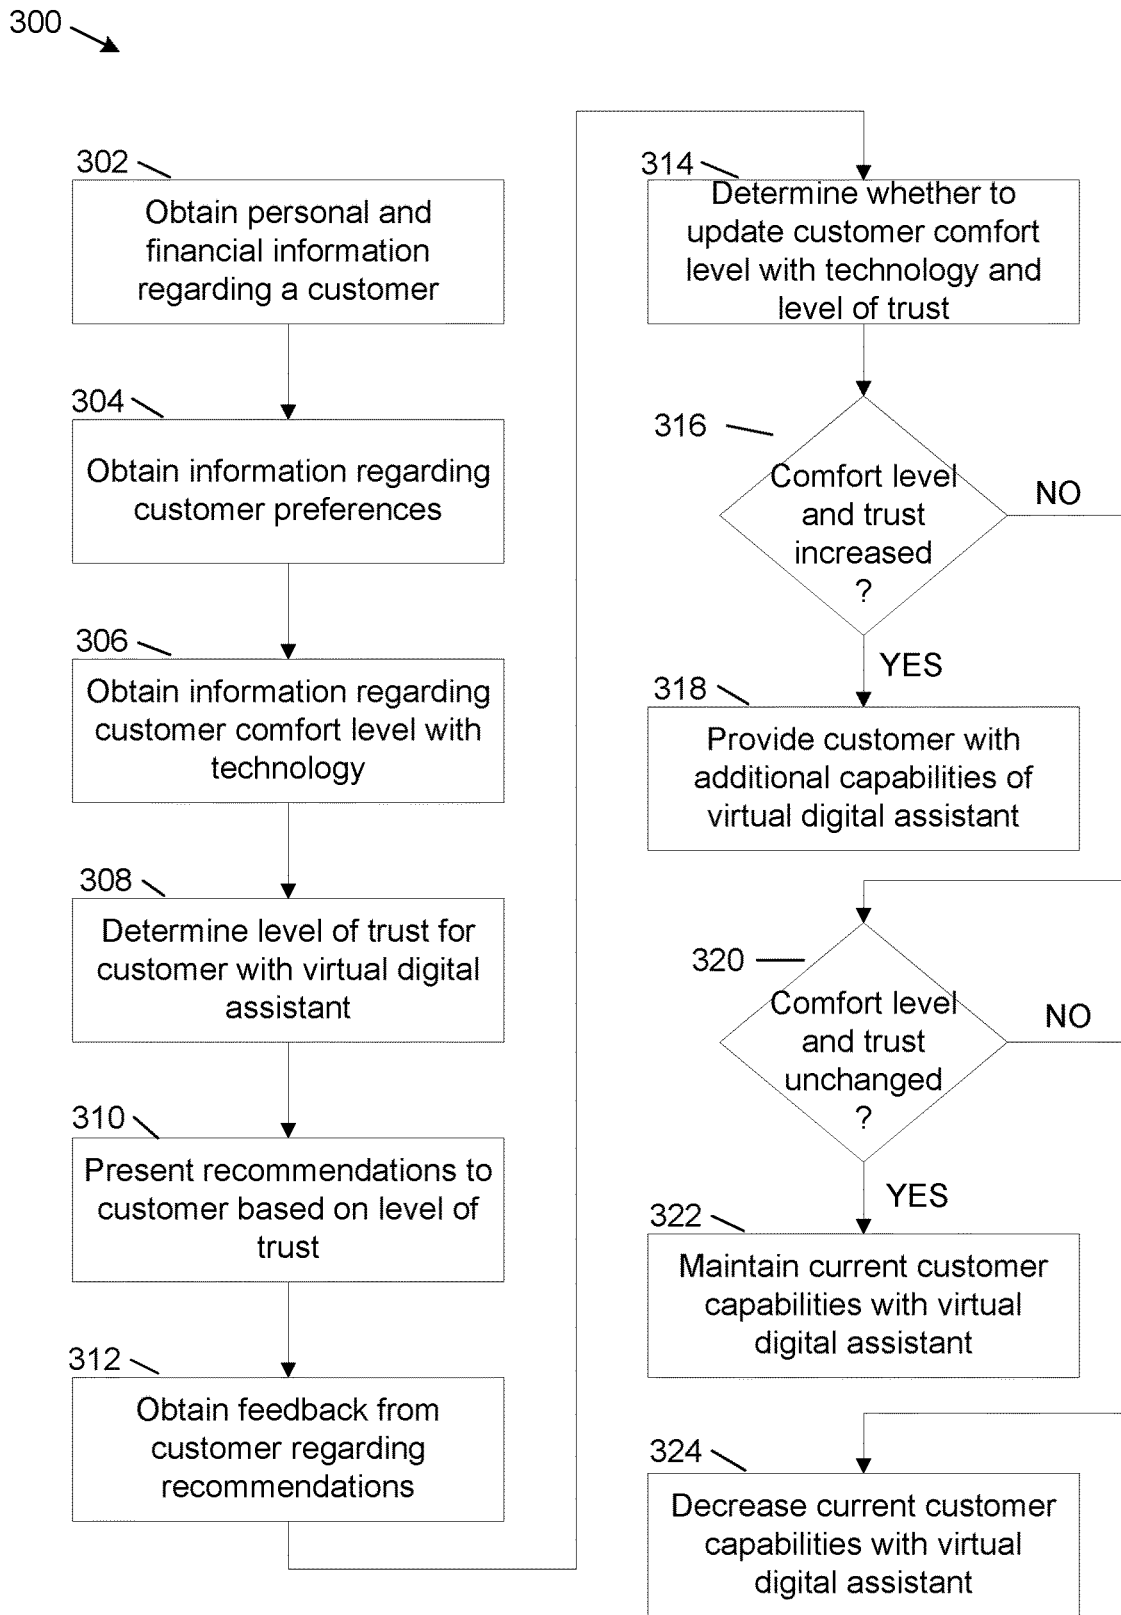 300
302
Obtain personal and
financial information
regarding a customer
304
Obtain information regarding
customer preferences
306
Obtain information regarding
customer comfort level with
technology
308
Determine level of trust for
customer with virtual digital
assistant
310
Present recommendations to
customer based on level of
trust
312
Obtain feedback from
customer regarding
recommendations
314
Determine whether to
update customer comfort
level with technology and
level of trust
316
Comfort level
and trust
increased
?
NO
YES
318
Provide customer with
additional capabilities of
virtual digital assistant
320
Comfort level
and trust
unchanged
?
NO
YES
322
Maintain current customer
capabilities with virtual
digital assistant
324
Decrease current customer
capabilities with virtual
digital assistant